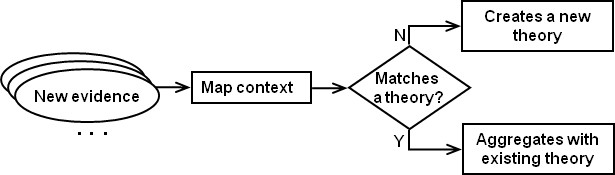 New evidence
. . .
Map context
Matches
a theory?
N
Creates a new
theory
Y
Aggregates with
existing theory